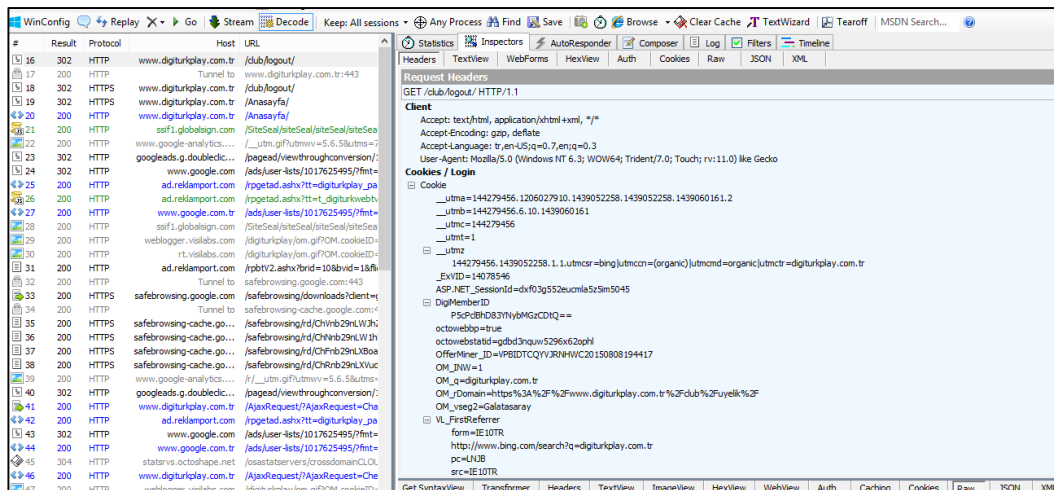 WinConfig Replay X Go Stream Decode Keep: All sessions Any Process Find Save Browse Clear Cache TextWizard Tearoff MSDN Search...
# Result Protocol Host URL
16 302 HTTP www.digiturkplay.com.tr /club/logout/
17 200 HTTP Tunnel to www.digiturkplay.com.tr:443
18 302 HTTPS www.digiturkplay.com.tr /club/logout/
19 302 HTTPS www.digiturkplay.com.tr /Anasayfa/
20 200 HTTP www.digiturkplay.com.tr /Anasayfa/
21 200 HTTP ssif1.globalsign.com /SiteSeal/siteSeal/siteSeal/siteSea
22 200 HTTP www.google-analytics.... /__utm.gif?utmwv=5.6.5&utms=7
23 302 HTTP googleads.g.doubleclic... /pagead/viewthroughconversion/
24 302 HTTP www.google.com /ads/user-lists/1017625495/?fmt=
25 200 HTTP ad.reklamport.com /rpgetad.ashx?tt=digiturkplay_pa
26 200 HTTP ad.reklamport.com /rpgetad.ashx?tt=t_digiturkwebtv
27 200 HTTP www.google.com.tr /ads/user-lists/1017625495/?fmt=
28 200 HTTP ssif1.globalsign.com /SiteSeal/siteSeal/siteSeal/siteSea
29 200 HTTP weblogger.visilabs.com /digiturkplay/om.gif?OM.cookieID=
30 200 HTTP rt.visilabs.com /digiturkplay/om.gif?OM.cookieID=
31 200 HTTP ad.reklamport.com /rpbtV2.ashx?brid=10&bvid=1&fli
32 200 HTTP Tunnel to safebrowsing.google.com:443
33 200 HTTPS safebrowsing.google.com /safebrowsing/downloads?client=
34 200 HTTP Tunnel to safebrowsing-cache.google.com:4
35 200 HTTPS safebrowsing-cache.go... /safebrowsing/rd/ChVnb29nLWJhZ
36 200 HTTPS safebrowsing-cache.go... /safebrowsing/rd/ChNnb29nLW1h
37 200 HTTPS safebrowsing-cache.go... /safebrowsing/rd/ChFnb29nLXBoa
38 200 HTTPS safebrowsing-cache.go... /safebrowsing/rd/ChRnb29nLXVud
39 200 HTTP www.google-analytics.... /r/__utm.gif?utmwv=5.6.5&utms=
40 302 HTTP googleads.g.doubleclic... /pagead/viewthroughconversion/
41 200 HTTP www.digiturkplay.com.tr /AjaxRequest/?AjaxRequest=Cha
42 200 HTTP ad.reklamport.com /rpgetad.ashx?tt=digiturkplay_pa
43 302 HTTP www.google.com /ads/user-lists/1017625495/?fmt=
44 200 HTTP www.google.com.tr /ads/user-lists/1017625495/?fmt=
45 304 HTTP statsrvs.octoshape.net /osastatservers/crossdomainCLOU
46 200 HTTP www.digiturkplay.com.tr /AjaxRequest/?AjaxRequest=Che
47 200 HTTP weblogger.visilabs.com /digiturkplay/om.gif?OM.cookieID=
Statistics Inspectors AutoResponder Composer Log Filters Timeline
Headers TextView WebForms HexView Auth Cookies Raw JSON XML
Request Headers
GET /club/logout/ HTTP/1.1
Client
Accept: text/html, application/xhtml+xml, */*
Accept-Encoding: gzip, deflate
Accept-Language: tr,en-US;q=0.7,en;q=0.3
User-Agent: Mozilla/5.0 (Windows NT 6.3; WOW64; Trident/7.0; Touch; rv:11.0) like Gecko
Cookies / Login
Cookie
__utma=144279456.1206027910.1439052258.1439052258.1439060161.2
__utmb=144279456.6.10.1439060161
__utmc=144279456
__utmt=1
__utmz
144279456.1439052258.1.1.utmcsr=bing|utmccn=(organic)|utmcmd=organic|utmctr=digiturkplay.com.tr
_ExVID=14078546
ASP.NET_SessionId=dxf03g552eucmla5z5im5045
DigiMemberID
P5cPdBhD83YNybMGzCDtQ==
octowebbp=true
octowebstatid=gdbd3nquw5296x62ophl
OfferMiner_ID=VPBIDTCQYVJRNHWC20150808194417
OM_INW=1
OM_q=digiturkplay.com.tr
OM_rDomain=https%3A%2F%2Fwww.digiturkplay.com.tr%2Fclub%2Fuyelik%2F
OM_vseg2=Galatasaray
VL_FirstReferrer
form=IE10TR
http://www.bing.com/search?q=digiturkplay.com.tr
pc=LNJB
src=IE10TR
Get SyntaxView Transformer Headers TextView ImageView HexView WebView Auth Caching Cookies Raw JSON XM